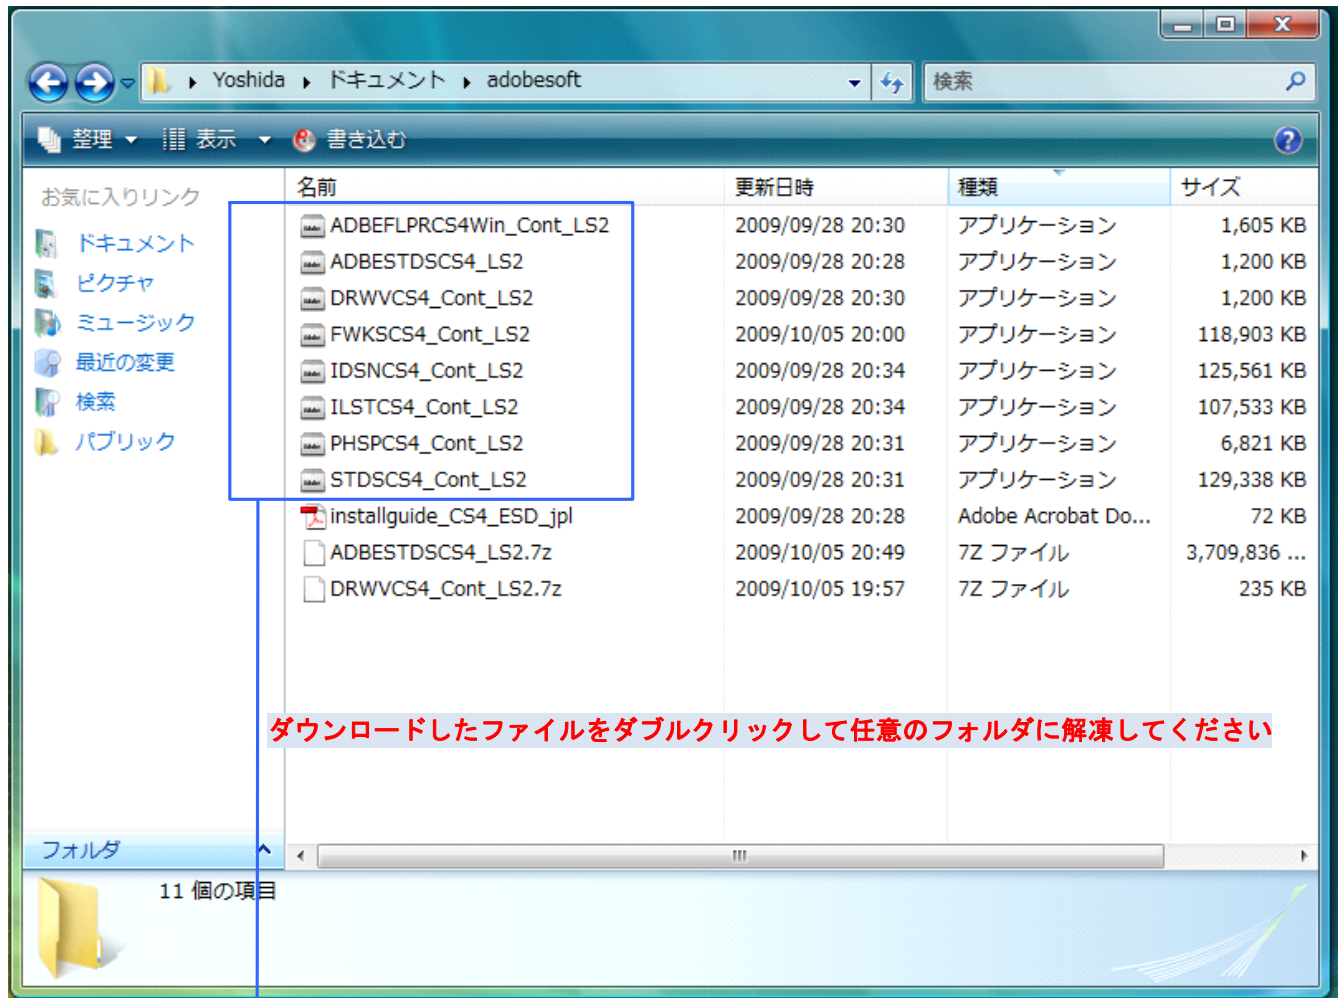 Yoshida ドキュメント adobesoft 検索
整理 表示 書き込む
お気に入りリンク
ドキュメント
ピクチャ
ミュージック
最近の変更
検索
パブリック
名前 更新日時 種類 サイズ
ADBEFLPRCS4Win_Cont_LS2 2009/09/28 20:30 アプリケーション 1,605 KB
ADBESTDSCS4_LS2 2009/09/28 20:28 アプリケーション 1,200 KB
DRWVCS4_Cont_LS2 2009/09/28 20:30 アプリケーション 1,200 KB
FWKSCS4_Cont_LS2 2009/10/05 20:00 アプリケーション 118,903 KB
IDSNCS4_Cont_LS2 2009/09/28 20:34 アプリケーション 125,561 KB
ILSTCS4_Cont_LS2 2009/09/28 20:34 アプリケーション 107,533 KB
PHSPCS4_Cont_LS2 2009/09/28 20:31 アプリケーション 6,821 KB
STDSCS4_Cont_LS2 2009/09/28 20:31 アプリケーション 129,338 KB
installguide_CS4_ESD_jpl 2009/09/28 20:28 Adobe Acrobat Do... 72 KB
ADBESTDSCS4_LS2.7z 2009/10/05 20:49 7Z ファイル 3,709,836 ...
DRWVCS4_Cont_LS2.7z 2009/10/05 19:57 7Z ファイル 235 KB
ダウンロードしたファイルをダブルクリックして任意のフォルダに解凍してください
フォルダ
11 個の項目